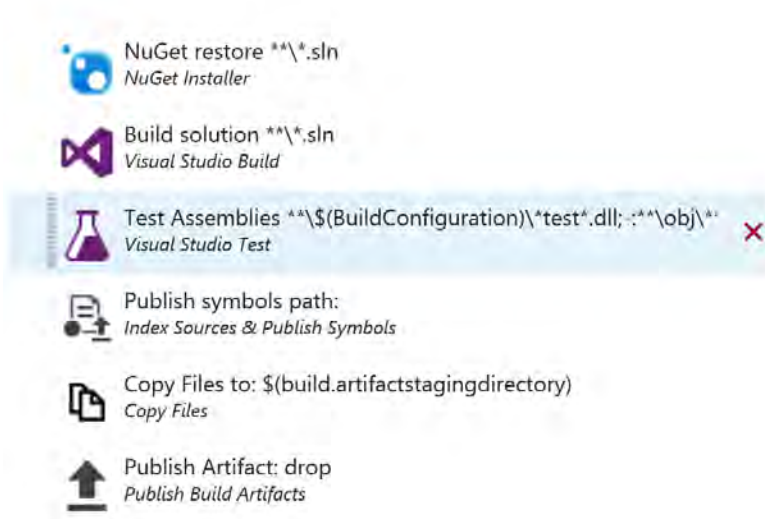 NuGet restore **\*.sln
NuGet Installer
Build solution **\*.sln
Visual Studio Build
Test Assemblies **\$(BuildConfiguration)\*test*.dll;-:**\obj\**
Visual Studio Test
Publish symbols path:
Index Sources & Publish Symbols
Copy Files to: $(build.artifactstagingdirectory)
Copy Files
Publish Artifact: drop
Publish Build Artifacts